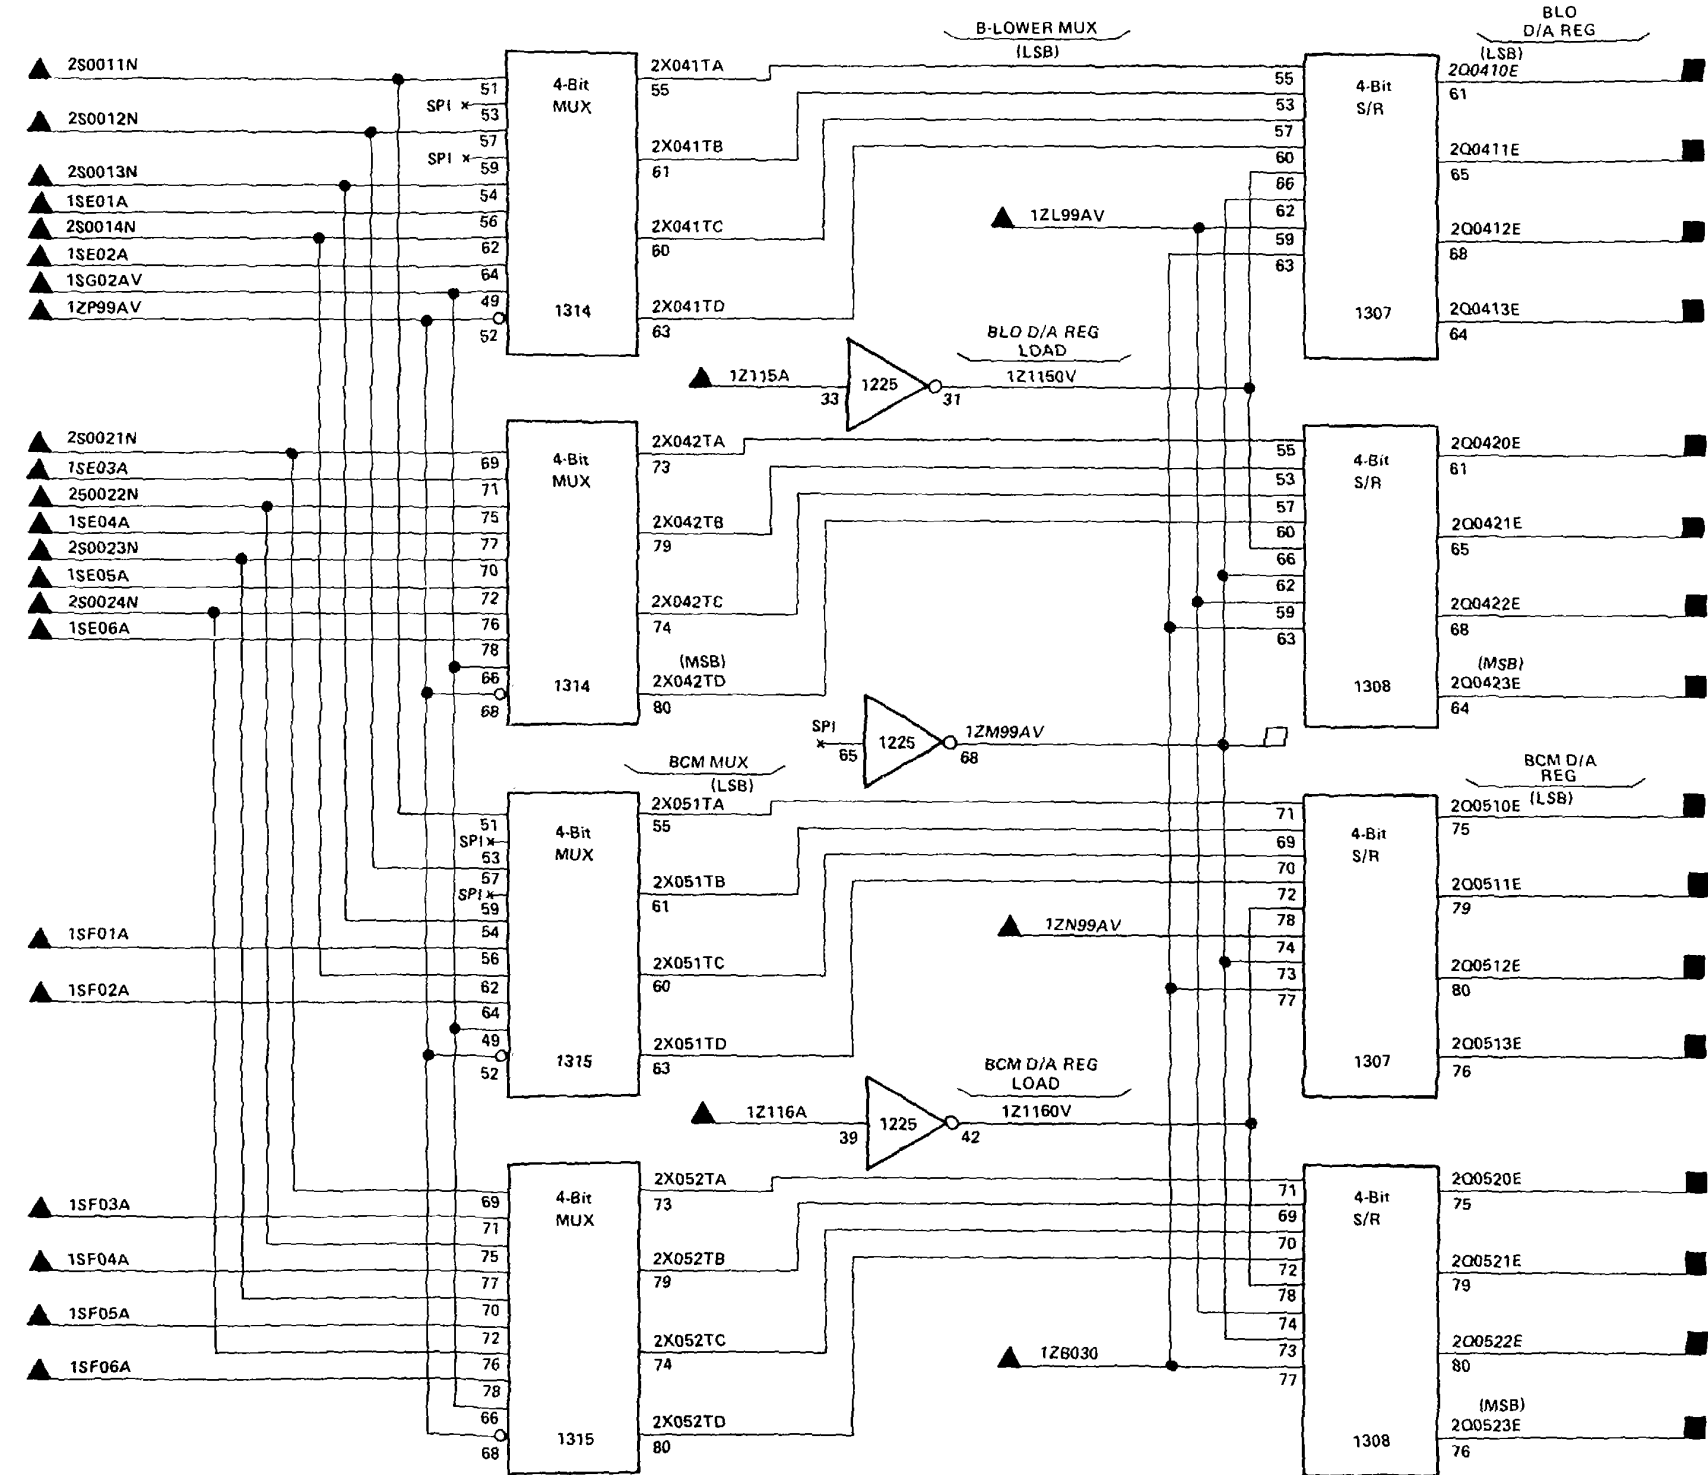 B-LOWER MUX
(LSB)
BLO
D/A REG
(LSB)
2S0011N
51
SPI
53
2S0012N
57
SPI
59
2S0013N
54
1SE01A
56
2S0014N
62
1SE02A
64
1SG02AV
49
1ZP99AV
52
4-Bit
MUX
1314
2X041TA
55
2X041TB
61
2X041TC
60
2X041TD
63
55
53
57
60
66
62
1ZL99AV
59
63
4-Bit
S/R
1307
2Q0410E
61
2Q0411E
65
2Q0412E
68
2Q0413E
64
BLO D/A REG
LOAD
1Z115A
33
1225
31
1Z1150V
2S0021N
69
1SE03A
71
250022N
75
1SE04A
77
2S0023N
70
1SE05A
72
2S0024N
76
1SE06A
78
66
68
4-Bit
MUX
1314
2X042TA
73
2X042TB
79
2X042TC
74
(MSB)
2X042TD
80
55
53
57
60
66
62
59
63
4-Bit
S/R
1308
2Q0420E
61
2Q0421E
65
2Q0422E
68
(MSB)
2Q0423E
64
SPI
65
1225
68
1ZM99AV
BCM MUX
(LSB)
BCM D/A
REG
(LSB)
51
SPI
53
57
SPI
59
54
1SF01A
56
62
1SF02A
64
49
52
4-Bit
MUX
1315
2X051TA
55
2X051TB
61
2X051TC
60
2X051TD
63
71
69
70
72
78
1ZN99AV
74
73
77
4-Bit
S/R
1307
2Q0510E
75
2Q0511E
79
2Q0512E
80
2Q0513E
76
BCM D/A REG
LOAD
1Z116A
39
1225
42
1Z1160V
69
1SF03A
71
75
1SF04A
77
70
1SF05A
72
76
1SF06A
78
66
68
4-Bit
MUX
1315
2X052TA
73
2X052TB
79
2X052TC
74
2X052TD
80
71
69
70
72
78
74
73
1ZB030
77
4-Bit
S/R
1308
2Q0520E
75
2Q0521E
79
2Q0522E
80
(MSB)
2Q0523E
76